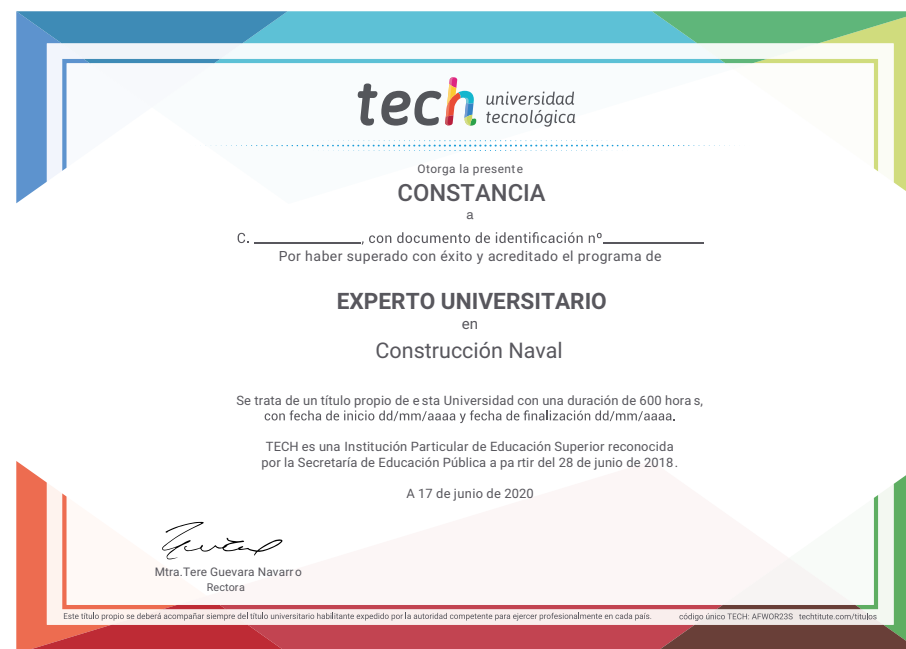 tech universidad
tecnológica
Otorga la presente
CONSTANCIA
a
C. ____________, con documento de identificación nº____________
Por haber superado con éxito y acreditado el programa de
EXPERTO UNIVERSITARIO
en
Construcción Naval
Se trata de un título propio de esta Universidad con una duración de 600 horas,
con fecha de inicio dd/mm/aaaa y fecha de finalización dd/mm/aaaa.
TECH es una Institución Particular de Educación Superior reconocida
por la Secretaría de Educación Pública a partir del 28 de junio de 2018.
A 17 de junio de 2020
Mtra.Tere Guevara Navarro
Rectora
Este título propio se deberá acompañar siempre del título universitario habilitante expedido por la autoridad competente para ejercer profesionalmente en cada país. código único TECH: AFWOR23S techtitute.com/titulos